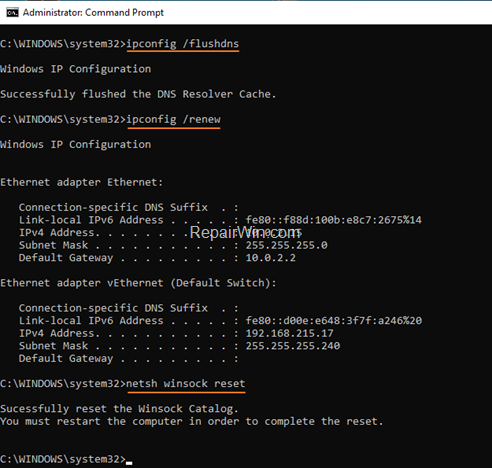 Administrator: Command Prompt
C:\WINDOWS\system32>ipconfig /flushdns
Windows IP Configuration
Successfully flushed the DNS Resolver Cache.
C:\WINDOWS\system32>ipconfig /renew
Windows IP Configuration
Ethernet adapter Ethernet:
Connection-specific DNS Suffix . :
Link-local IPv6 Address . . . . . : fe80::f88d:100b:e8c7:2675%14
IPv4 Address. . . . . . . . . . . :
RepairWin.com
Subnet Mask . . . . . . . . . . . : 255.255.255.0
Default Gateway . . . . . . . . . : 10.0.2.2
Ethernet adapter vEthernet (Default Switch):
Connection-specific DNS Suffix . :
Link-local IPv6 Address . . . . . : fe80::d00e:e648:3f7f:a246%20
IPv4 Address. . . . . . . . . . . : 192.168.215.17
Subnet Mask . . . . . . . . . . . : 255.255.255.240
Default Gateway . . . . . . . . . :
C:\WINDOWS\system32>netsh winsock reset
Sucessfully reset the Winsock Catalog.
You must restart the computer in order to complete the reset.
C:\WINDOWS\system32>